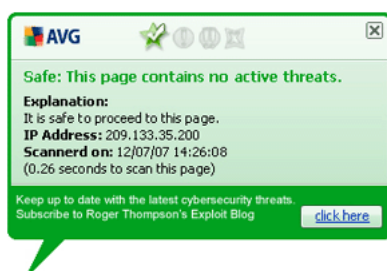 AVG
Safe: This page contains no active threats.
Explanation:
It is safe to proceed to this page.
IP Address: 209.133.35.200
Scannerd on: 12/07/07 14:26:08
(0.26 seconds to scan this page)
Keep up to date with the latest cybersecurity threats.
Subscribe to Roger Thompson's Exploit Blog
click here